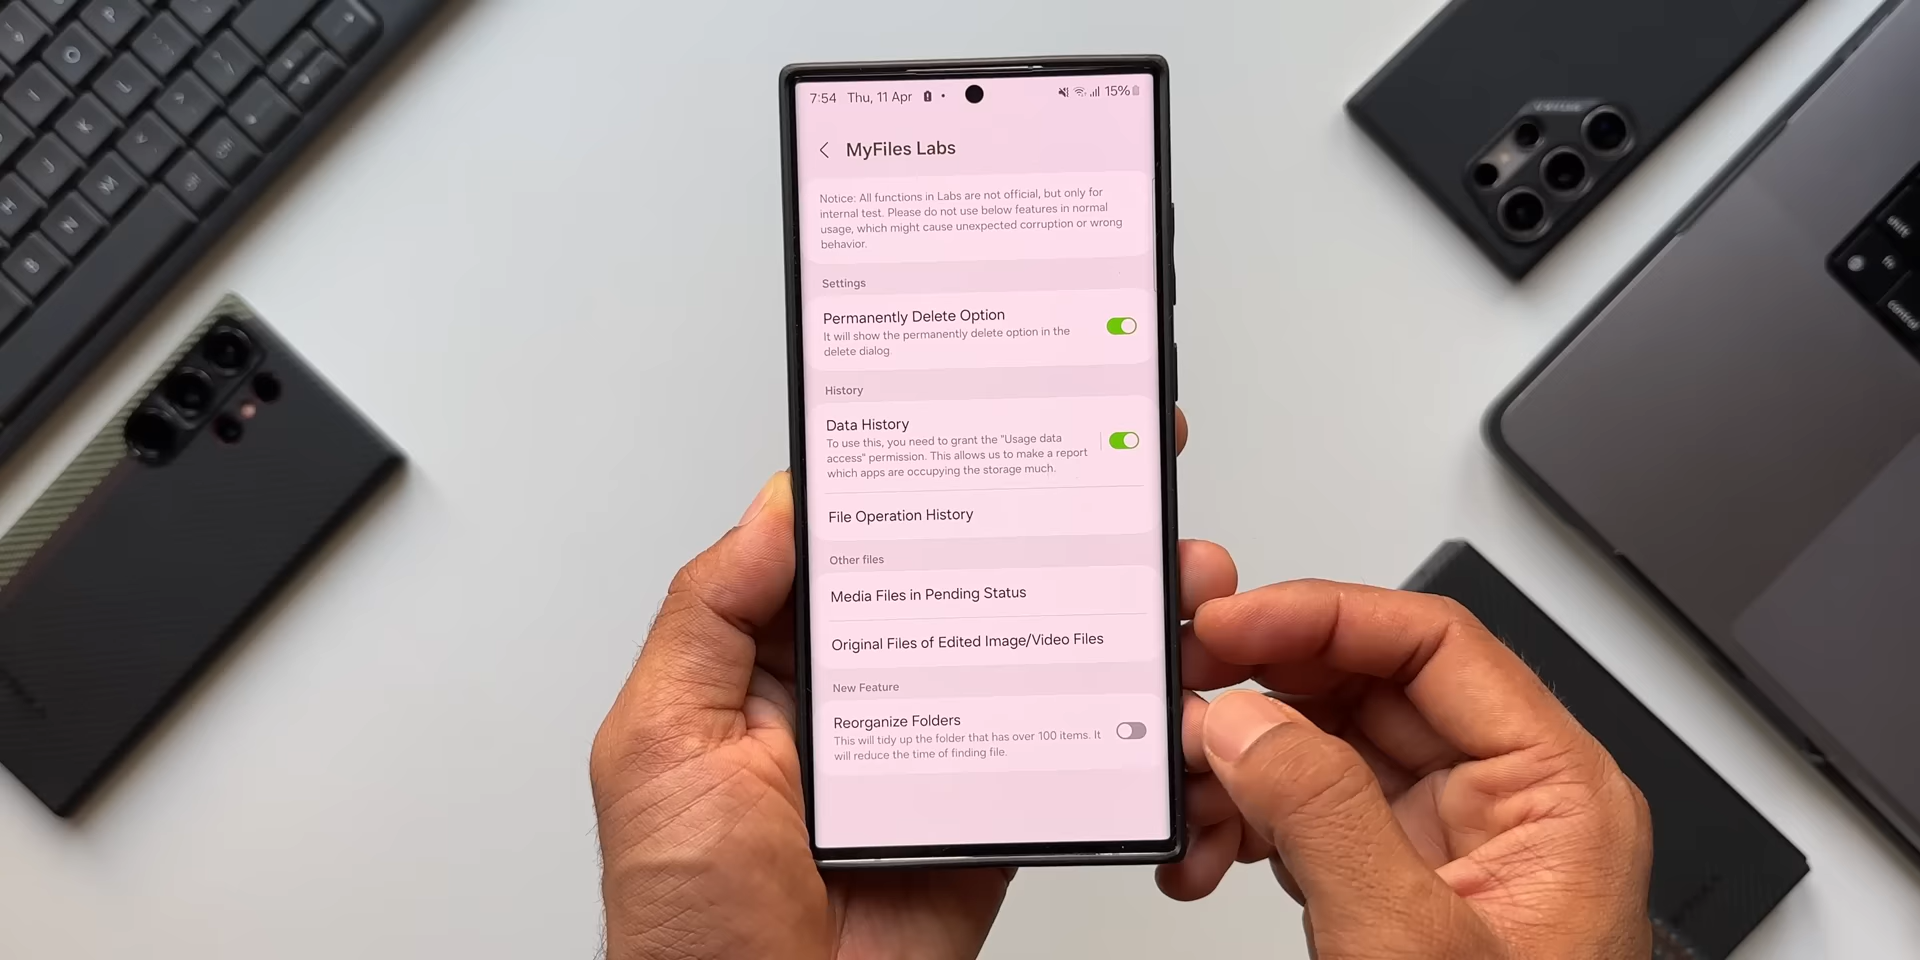 7:54 Thu, 11 Apr
15%
MyFiles Labs
Notice: All functions in Labs are not official, but only for
internal test. Please do not use below features in normal
usage, which might cause unexpected corruption or wrong
behavior.
Settings
Permanently Delete Option
It will show the permanently delete option in the
delete dialog
History
Data History
To use this, you need to grant the "Usage data
access" permission. This allows us to make a report
which apps are occupying the storage much.
File Operation History
Other files
Media Files in Pending Status
Original Files of Edited Image/Video Files
New Feature
Reorganize Folders
This will tidy up the folder that has over 100 items. It
will reduce the time of finding file.
shift
fn
control